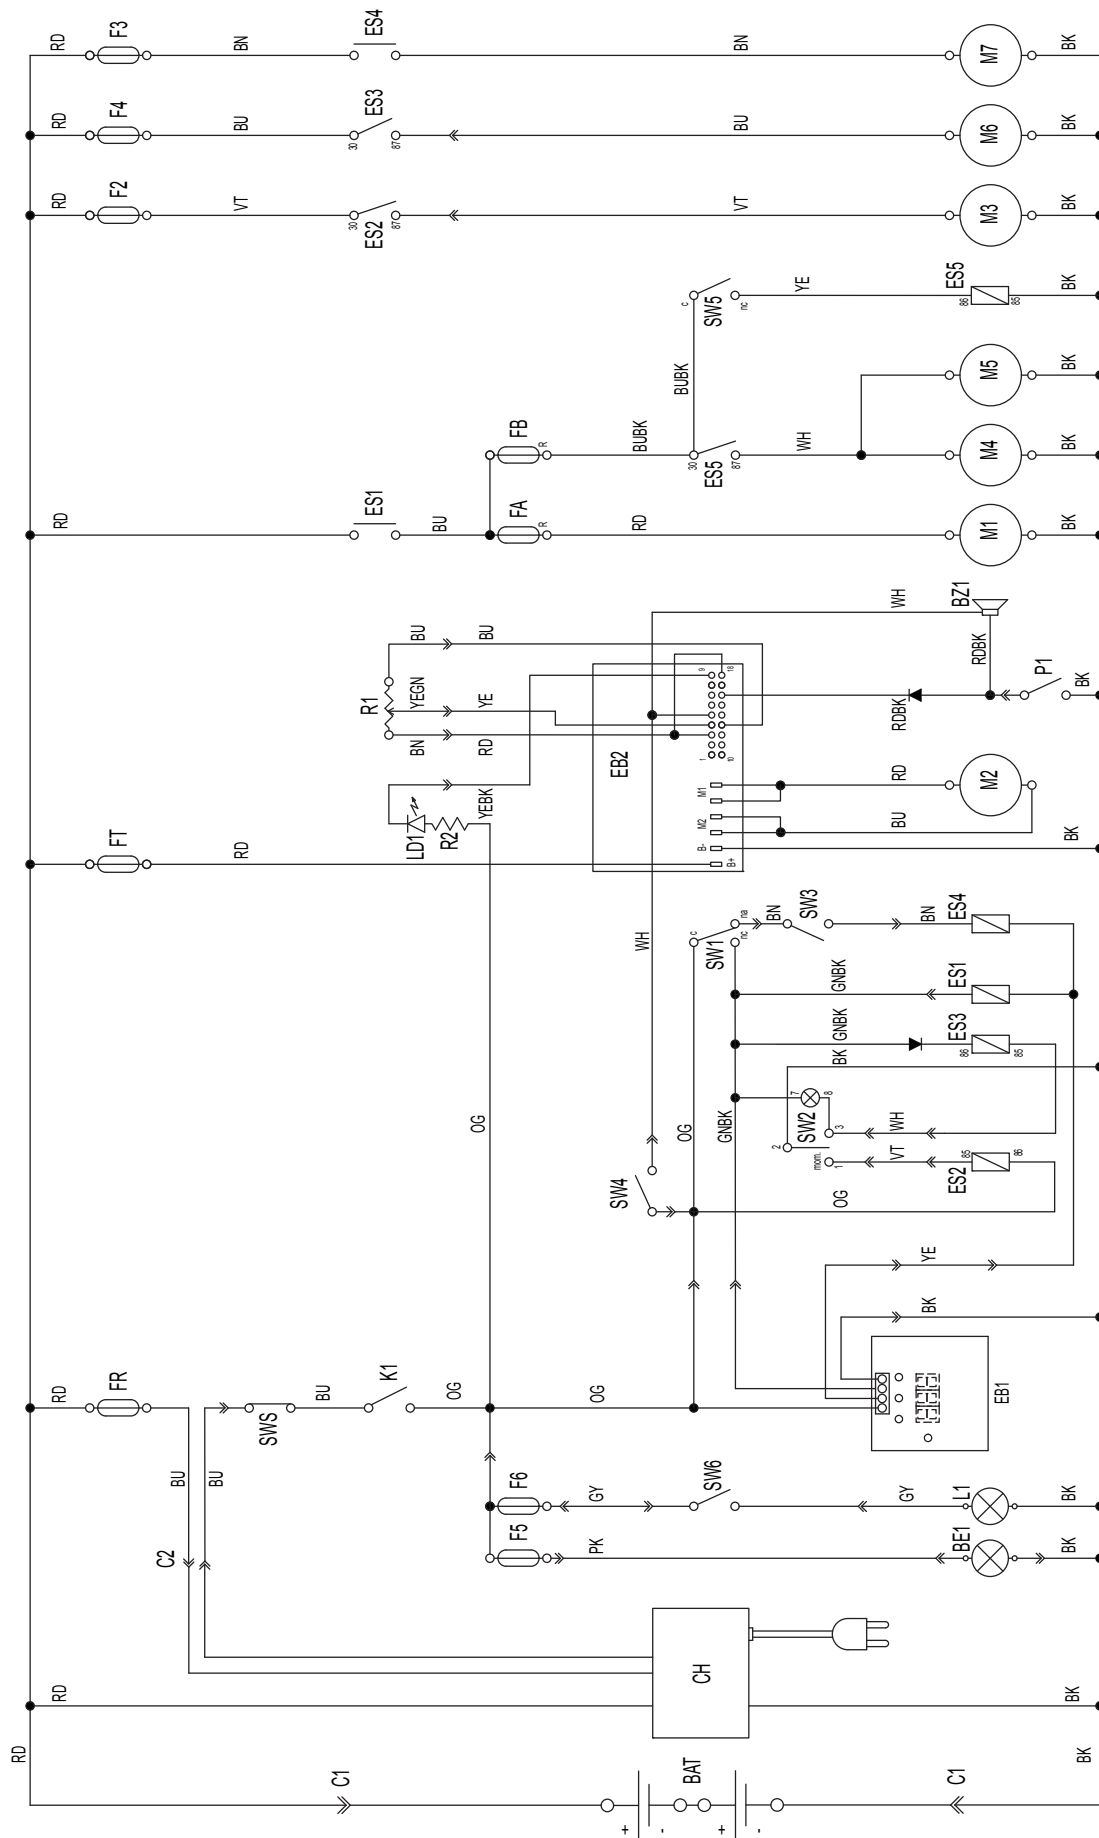 RD
RD
RD
RD
RD
RD
RD
FR
FT
F2
F4
F3
C2
BU
BU
RD
VT
BU
BN
SWS
BU
C1
30
30
R1
K1
ES1
ES2
ES3
ES4
87
87
LD1
BN
YEGN
BU
BU
R2
OG
OG
YEBK
RD
YE
BU
F5
F6
FA
FB
R
R
PK
GY
OG
EB2
SW4
+
-
BAT
+
-
WH
BUBK
BUBK
c
30
c
CH
SW6
OG
B-
M2
M1
1
9
SW1
ES5
SW5
GNBK
B+
10
18
87
nc
na
nc
RD
BN
VT
BU
BN
2
7
WH
YE
SW2
SW3
mom.
1
3
8
GNBK
GNBK
BK
VT
WH
OG
GY
BU
RD
RDBK
WH
YE
BK
BN
C1
BE1
L1
ES2
ES3
ES1
ES4
BZ1
ES5
85
86
86
M2
M1
M4
M5
M3
M6
M7
RDBK
EB1
86
85
85
P1
BK
BK
BK
BK
BK
BK
BK
BK
BK
BK
BK
BK
BK